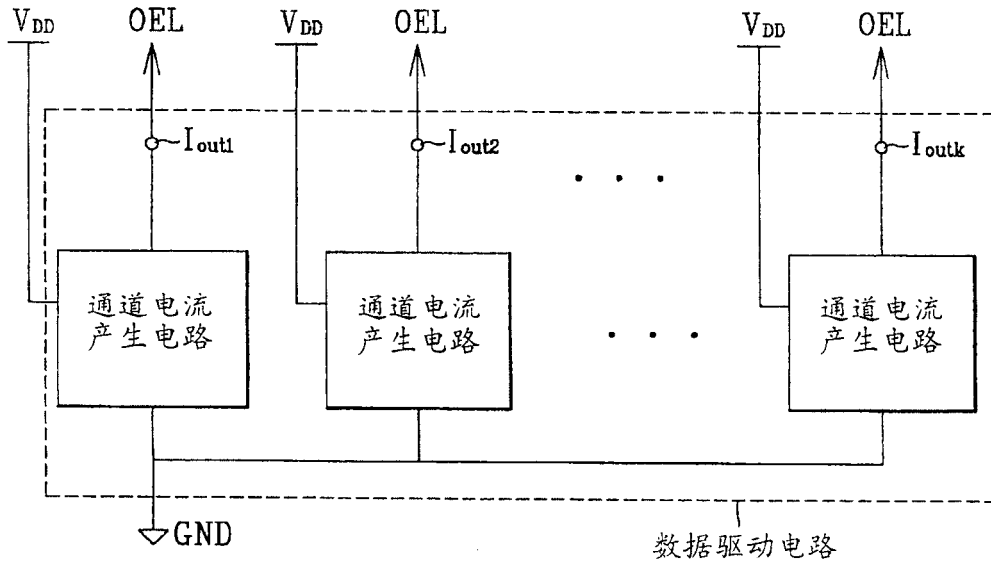 VDD OEL VDD OEL VDD OEL
Iout1 Iout2 Ioutk
通道电流 通道电流 通道电流
产生电路 产生电路 产生电路
GND
数据驱动电路